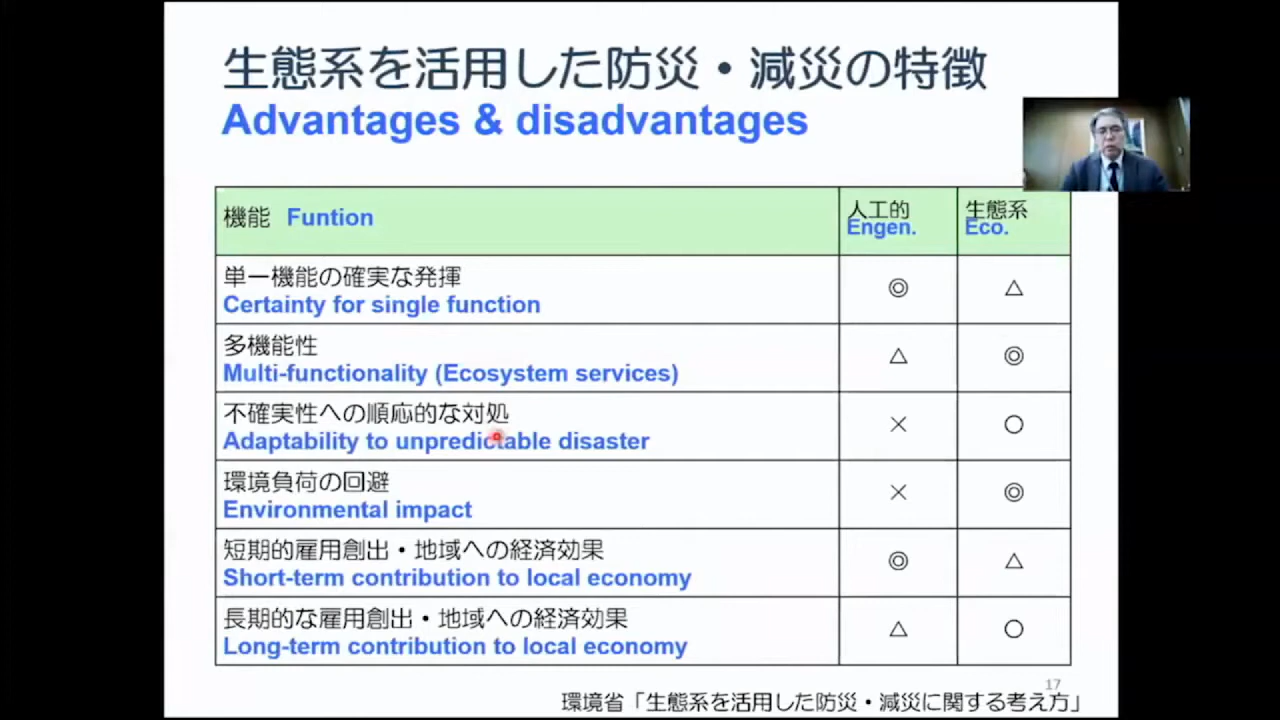 生態系を活用した防災・減災の特徴
Advantages & disadvantages
機能 Funtion
人工的
Engen.
生態系
Eco.
単一機能の確実な発揮
Certainty for single function
◎ △
多機能性
Multi-functionality (Ecosystem services)
△ ◎
不確実性への順応的な対処
Adaptability to unpredictable disaster
× ○
環境負荷の回避
Environmental impact
× ◎
短期的雇用創出・地域への経済効果
Short-term contribution to local economy
◎ △
長期的な雇用創出・地域への経済効果
Long-term contribution to local economy
△ ○
17
環境省「生態系を活用した防災・減災に関する考え方」